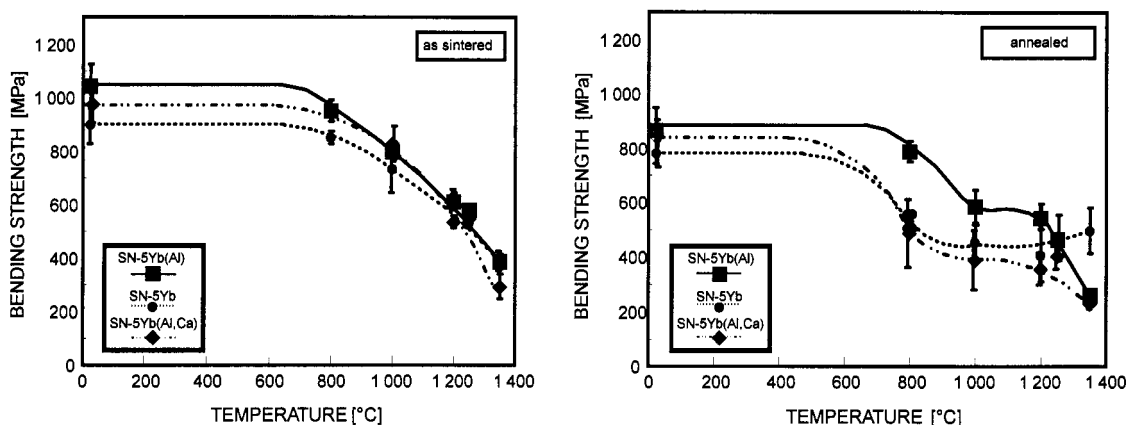 1 200
as sintered
1 000
800
600
400
200
0
BENDING STRENGTH [MPa]
SN-5Yb(Al)
SN-5Yb
SN-5Yb(Al,Ca)
0 200 400 600 800 1 000 1 200 1 400
TEMPERATURE [°C]
1 200
annealed
1 000
800
600
400
200
0
BENDING STRENGTH [MPa]
SN-5Yb(Al)
SN-5Yb
SN-5Yb(Al,Ca)
0 200 400 600 800 1 000 1 200 1 400
TEMPERATURE [°C]